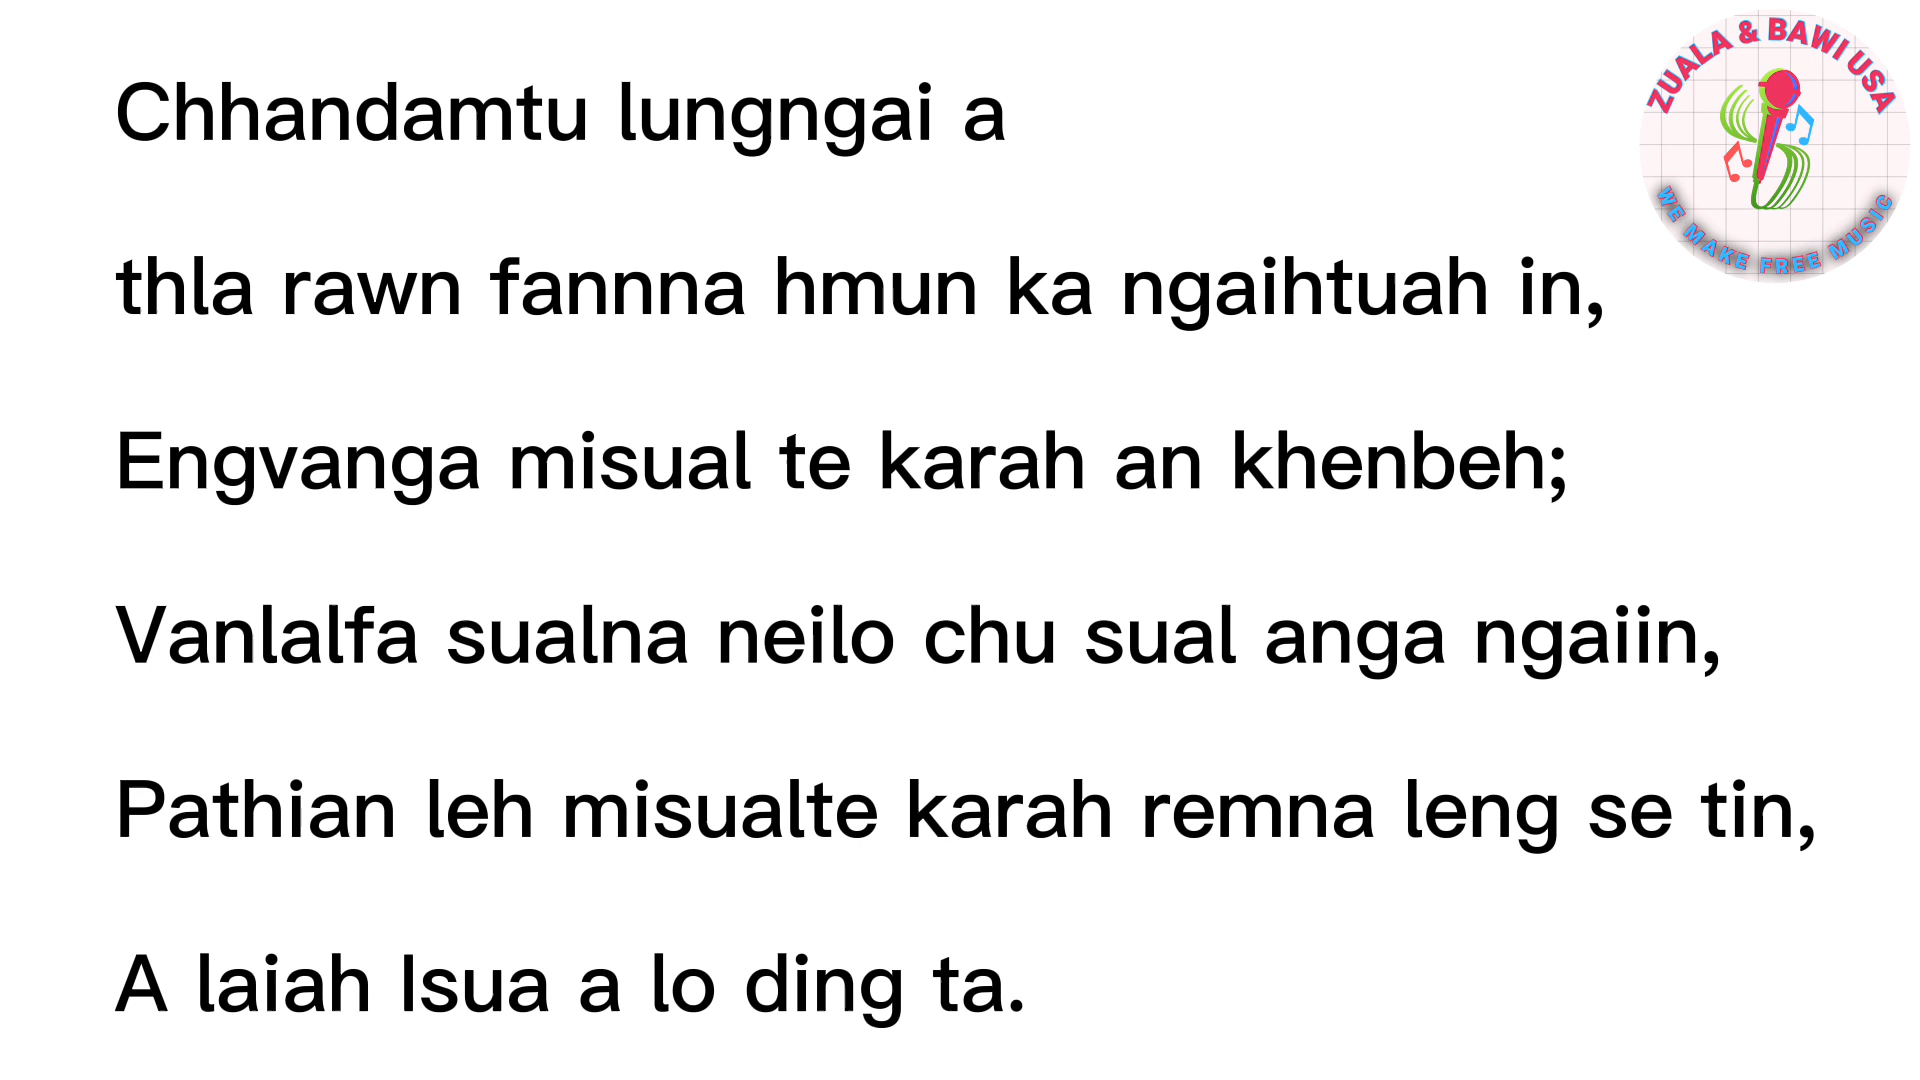 ZUALA & BAWI USA
WE MAKE FREE MUSIC
Chhandamtu lungngai a
thla rawn fannna hmun ka ngaihtuah in,
Engvanga misual te karah an khenbeh;
Vanlalfa sualna neilo chu sual anga ngaiin,
Pathian leh misualte karah remna leng se tin,
A laiah Isua a lo ding ta.